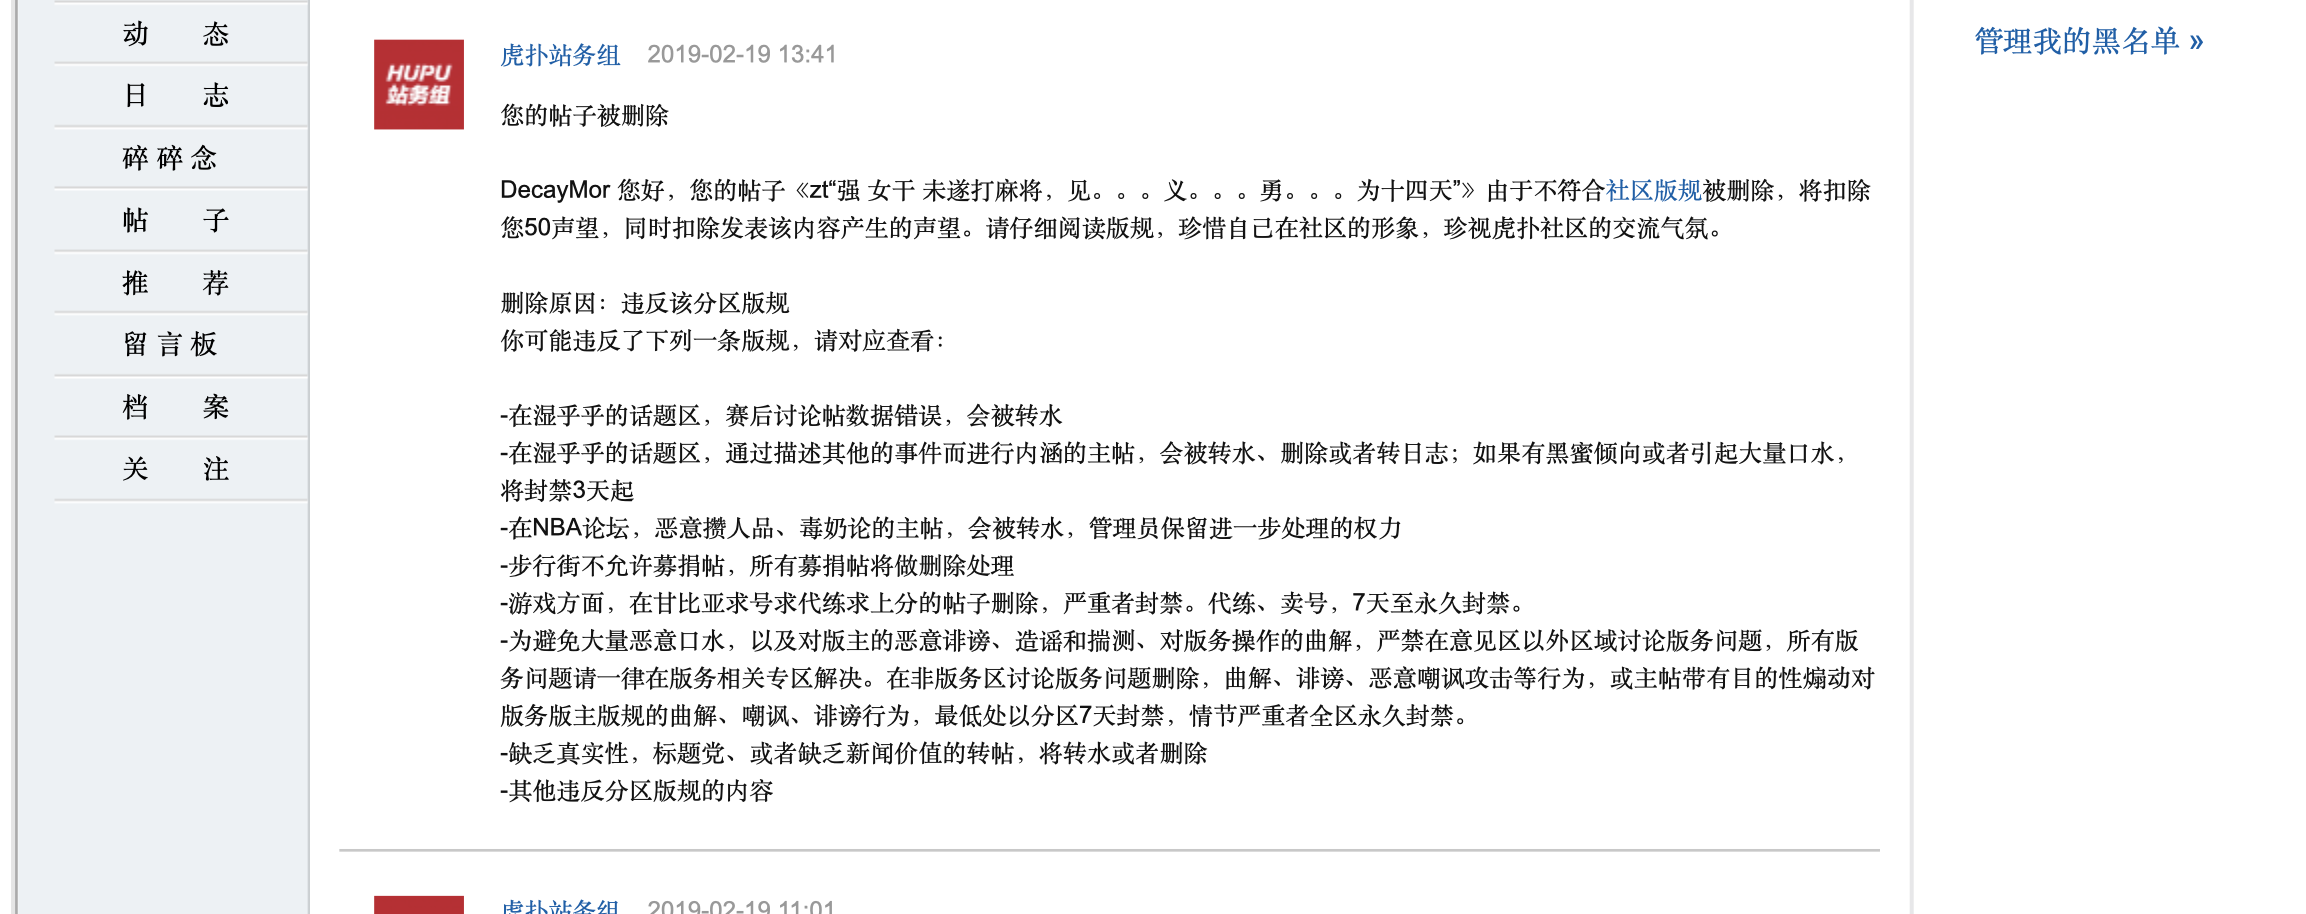 动 态
日 志
碎碎念
帖 子
推 荐
留言板
档 案
关 注
HUPU
站务组
虎扑站务组 2019-02-19 13:41
您的帖子被删除
DecayMor 您好，您的帖子《zt“强 女干 未遂打麻将，见。。。义。。。勇。。。为十四天”》由于不符合社区版规被删除，将扣除
您50声望，同时扣除发表该内容产生的声望。请仔细阅读版规，珍惜自己在社区的形象，珍视虎扑社区的交流气氛。
删除原因：违反该分区版规
你可能违反了下列一条版规，请对应查看：
-在湿乎乎的话题区，赛后讨论帖数据错误，会被转水
-在湿乎乎的话题区，通过描述其他的事件而进行内涵的主帖，会被转水、删除或者转日志；如果有黑蜜倾向或者引起大量口水，
将封禁3天起
-在NBA论坛，恶意攒人品、毒奶论的主帖，会被转水，管理员保留进一步处理的权力
-步行街不允许募捐帖，所有募捐帖将做删除处理
-游戏方面，在甘比亚求号求代练求上分的帖子删除，严重者封禁。代练、卖号，7天至永久封禁。
-为避免大量恶意口水，以及对版主的恶意诽谤、造谣和揣测、对版务操作的曲解，严禁在意见区以外区域讨论版务问题，所有版
务问题请一律在版务相关专区解决。在非版务区讨论版务问题删除，曲解、诽谤、恶意嘲讽攻击等行为，或主帖带有目的性煽动对
版务版主版规的曲解、嘲讽、诽谤行为，最低处以分区7天封禁，情节严重者全区永久封禁。
-缺乏真实性，标题党、或者缺乏新闻价值的转帖，将转水或者删除
-其他违反分区版规的内容
虎扑站务组 2019-02-19 11:01
管理我的黑名单 »